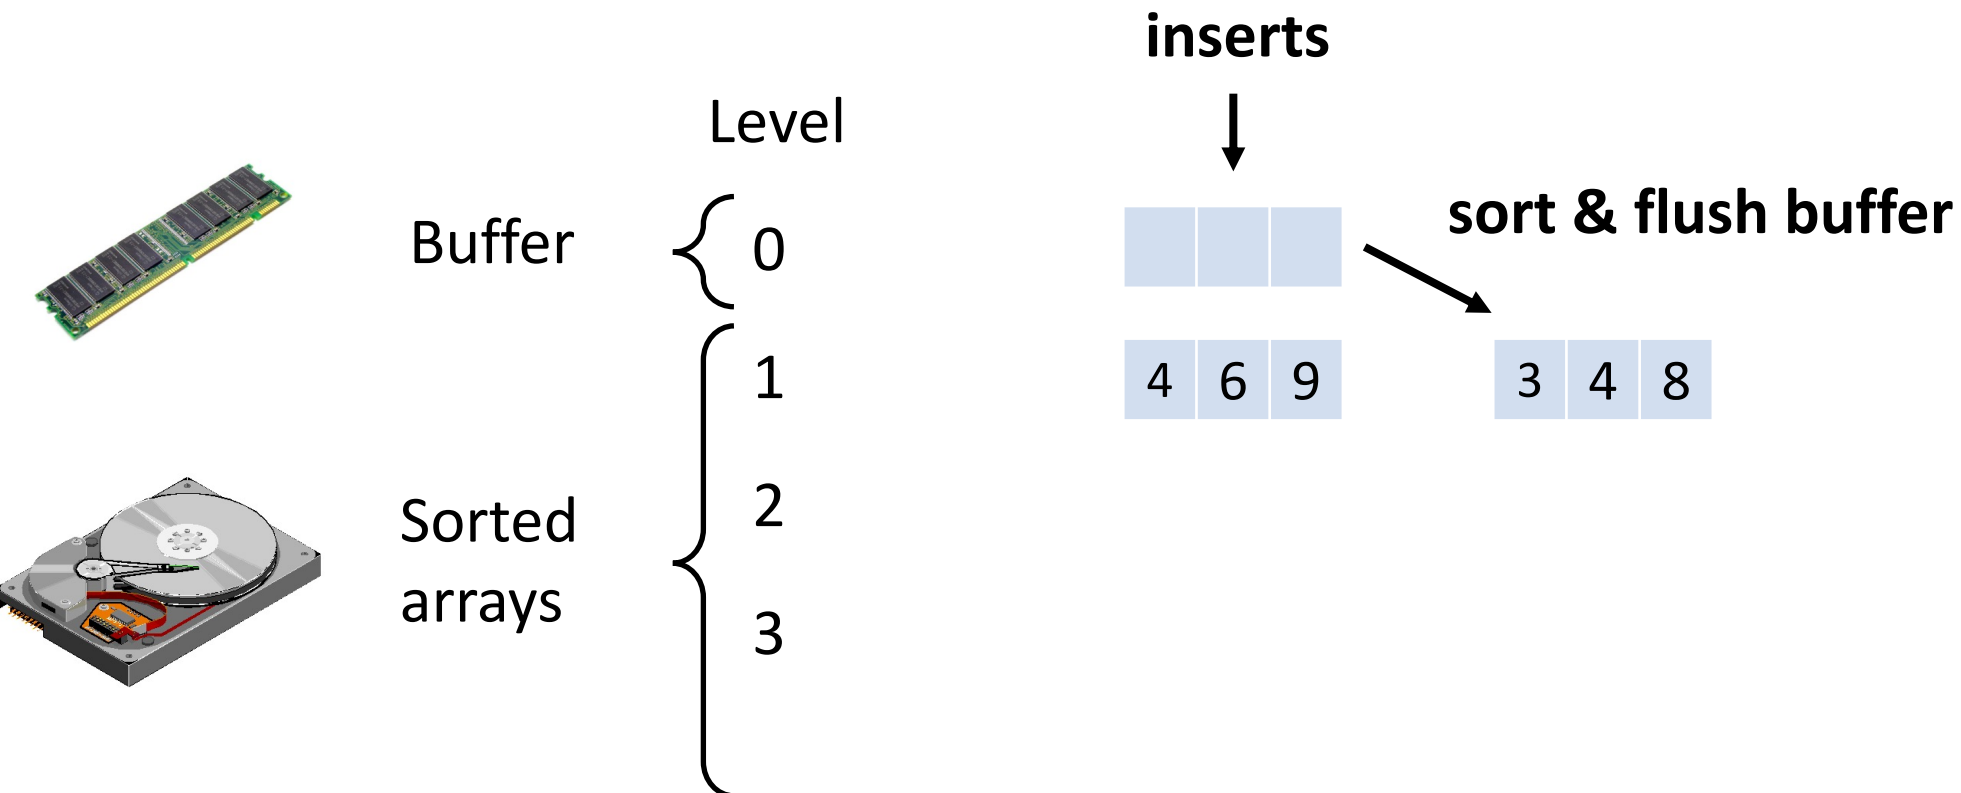 inserts
Level
Buffer
0
sort & flush buffer
1
4 6 9
3 4 8
Sorted
arrays
2
3